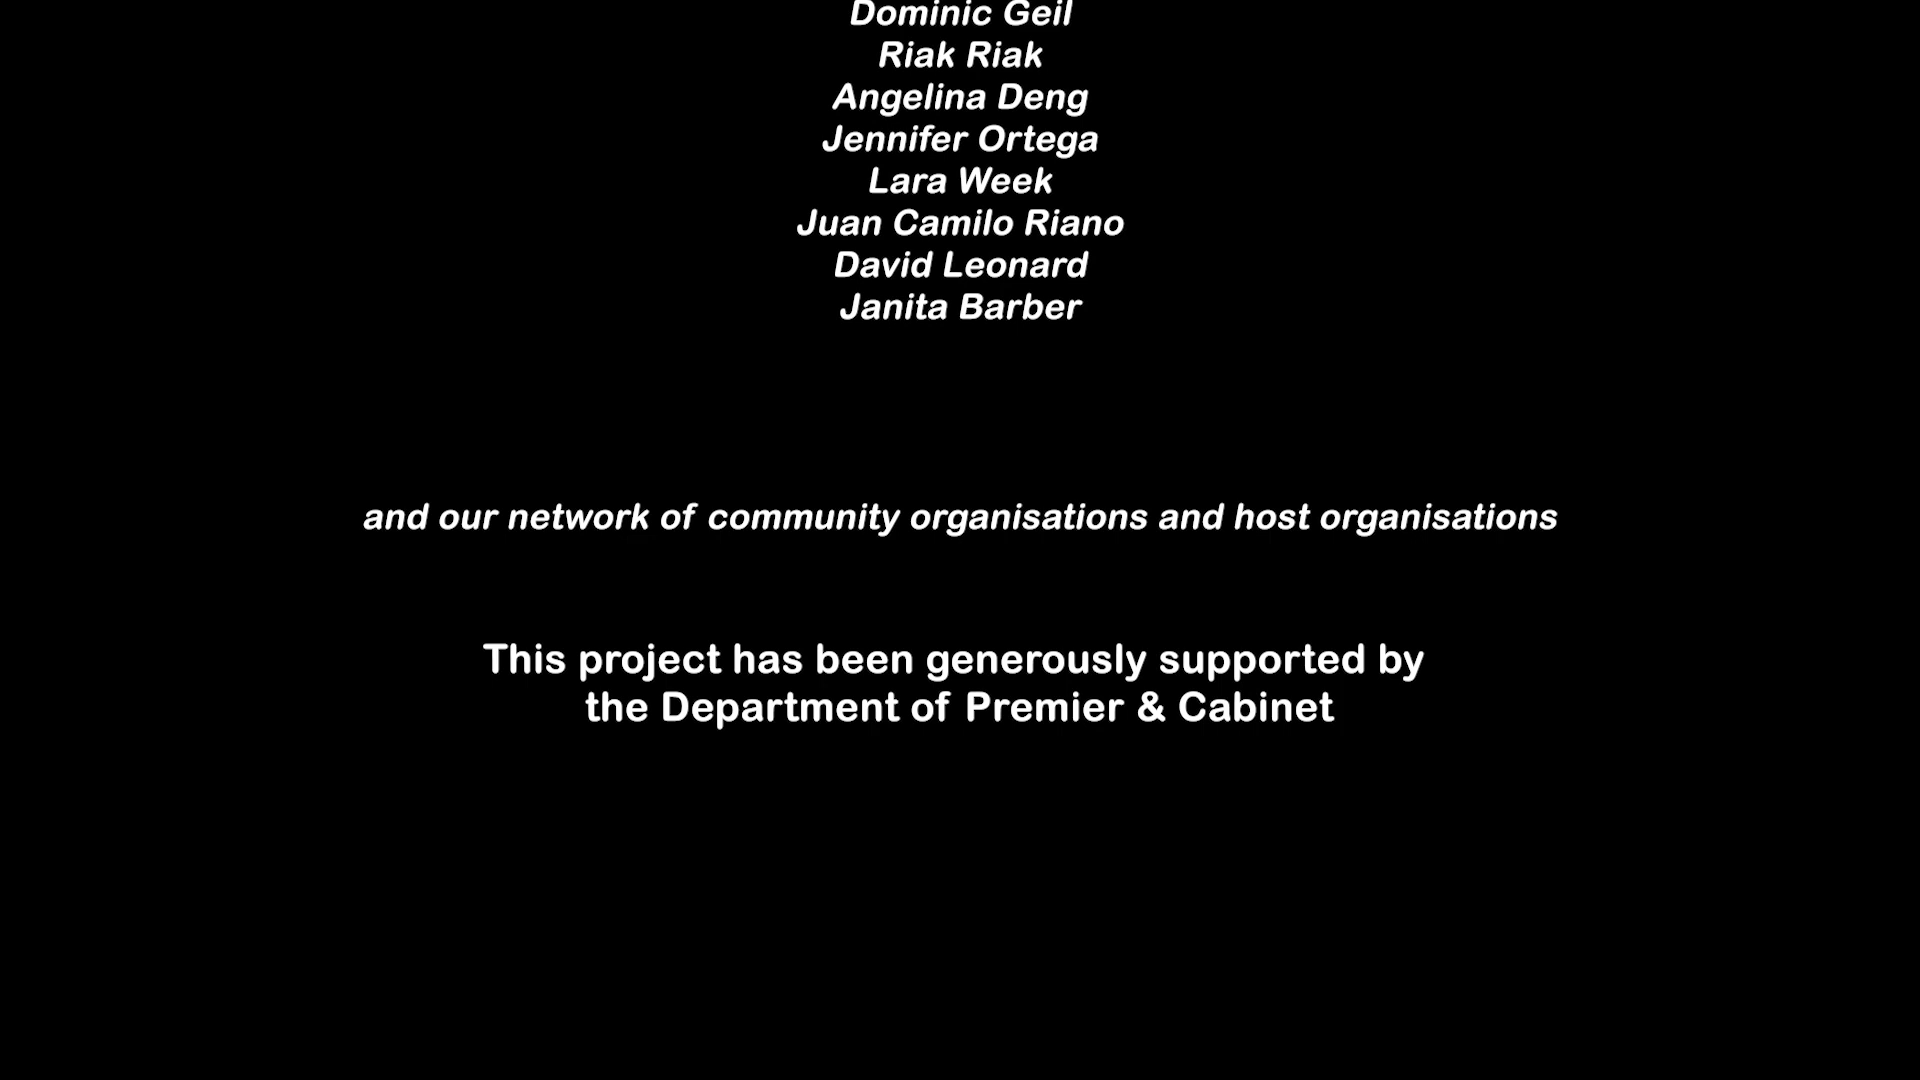 Dominic Geil
Riak Riak
Angelina Deng
Jennifer Ortega
Lara Week
Juan Camilo Riano
David Leonard
Janita Barber
and our network of community organisations and host organisations
This project has been generously supported by
the Department of Premier & Cabinet